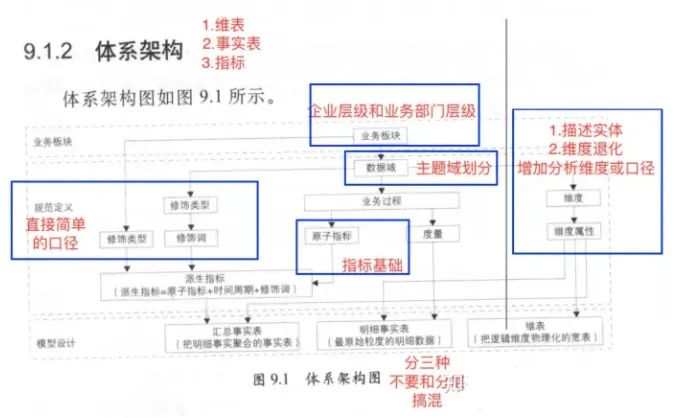 1.维表
2.事实表
3.指标
9.1.2 体系架构
体系架构图如图 9.1 所示。
企业层级和业务部门层级
业务板块
业务板块
1.描述实体
2.维度退化
增加分析维度或口径
数据域
主题域划分
规范定义
直接简单
的口径
修饰类型
业务过程
维度
修饰类型
修饰词
原子指标
度量
维度属性
指标基础
派生指标
(派生指标=原子指标+时间周期+修饰词)
模型设计
汇总事实表
(把明细事实聚合的事实表)
明细事实表
(最原始粒度的明细数据)
维表
(把逻辑维度物理化的宽表)
分三种
图 9.1 体系架构图
不要和分
搞混